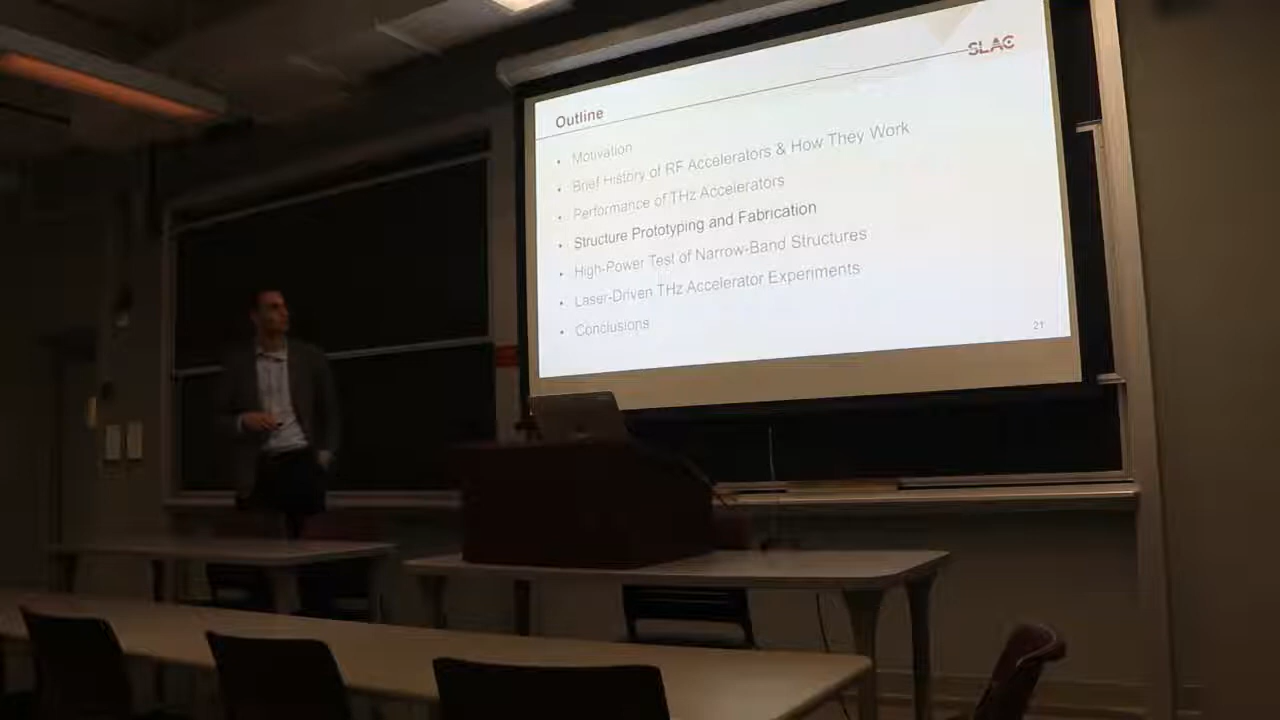 SLAC
Outline
• Motivation
• Brief History of RF Accelerators & How They Work
• Performance of THz Accelerators
• Structure Prototyping and Fabrication
• High-Power Test of Narrow-Band Structures
• Laser-Driven THz Accelerator Experiments
• Conclusions
21